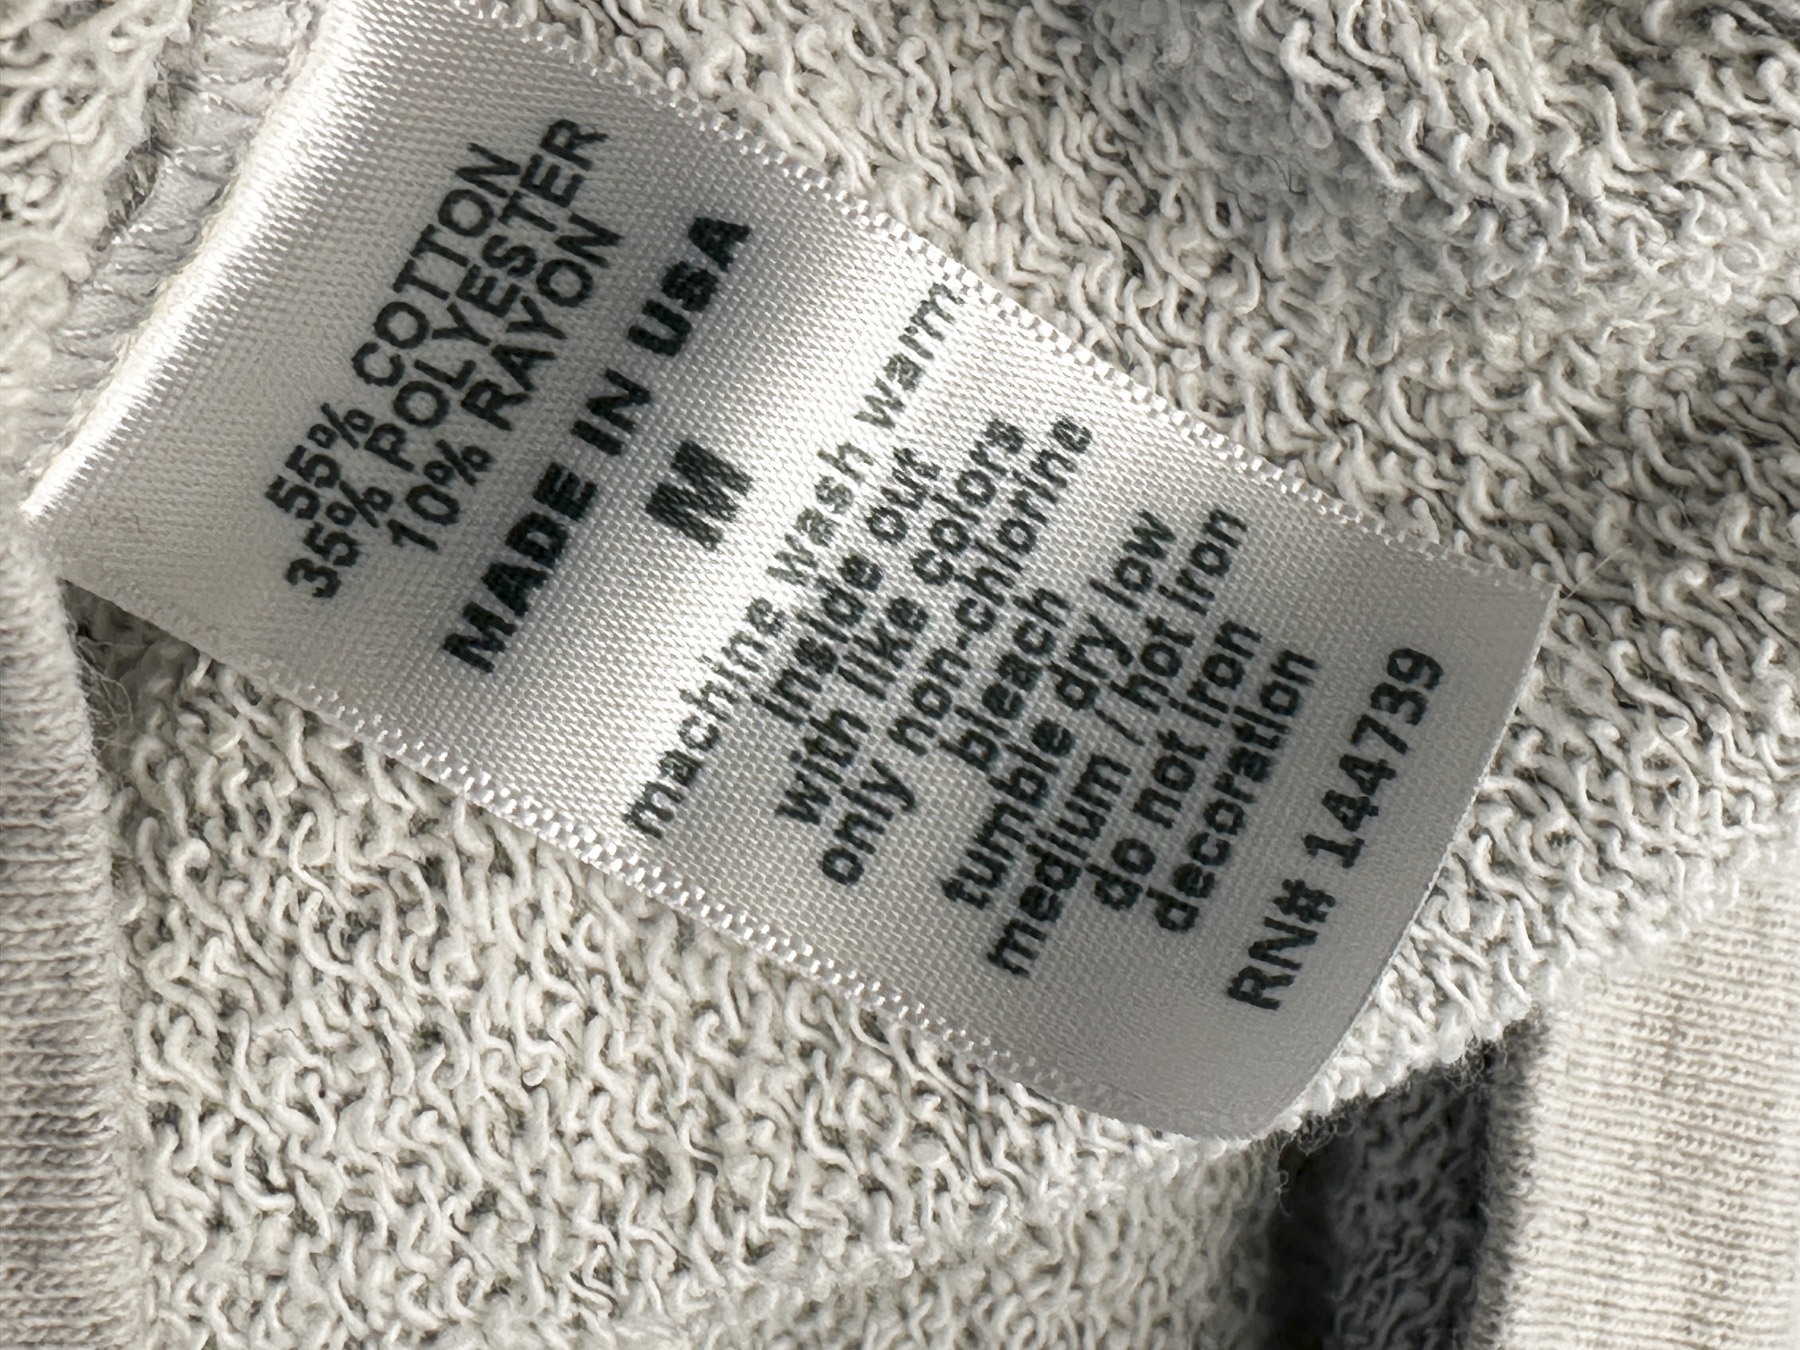 55% COTTON
35% POLYESTER
10% RAYON
MADE IN USA
M
machine wash warm
inside out
with like colors
only non-chlorine
bleach
tumble dry low
medium / hot iron
do not iron
decoration
RN# 144739